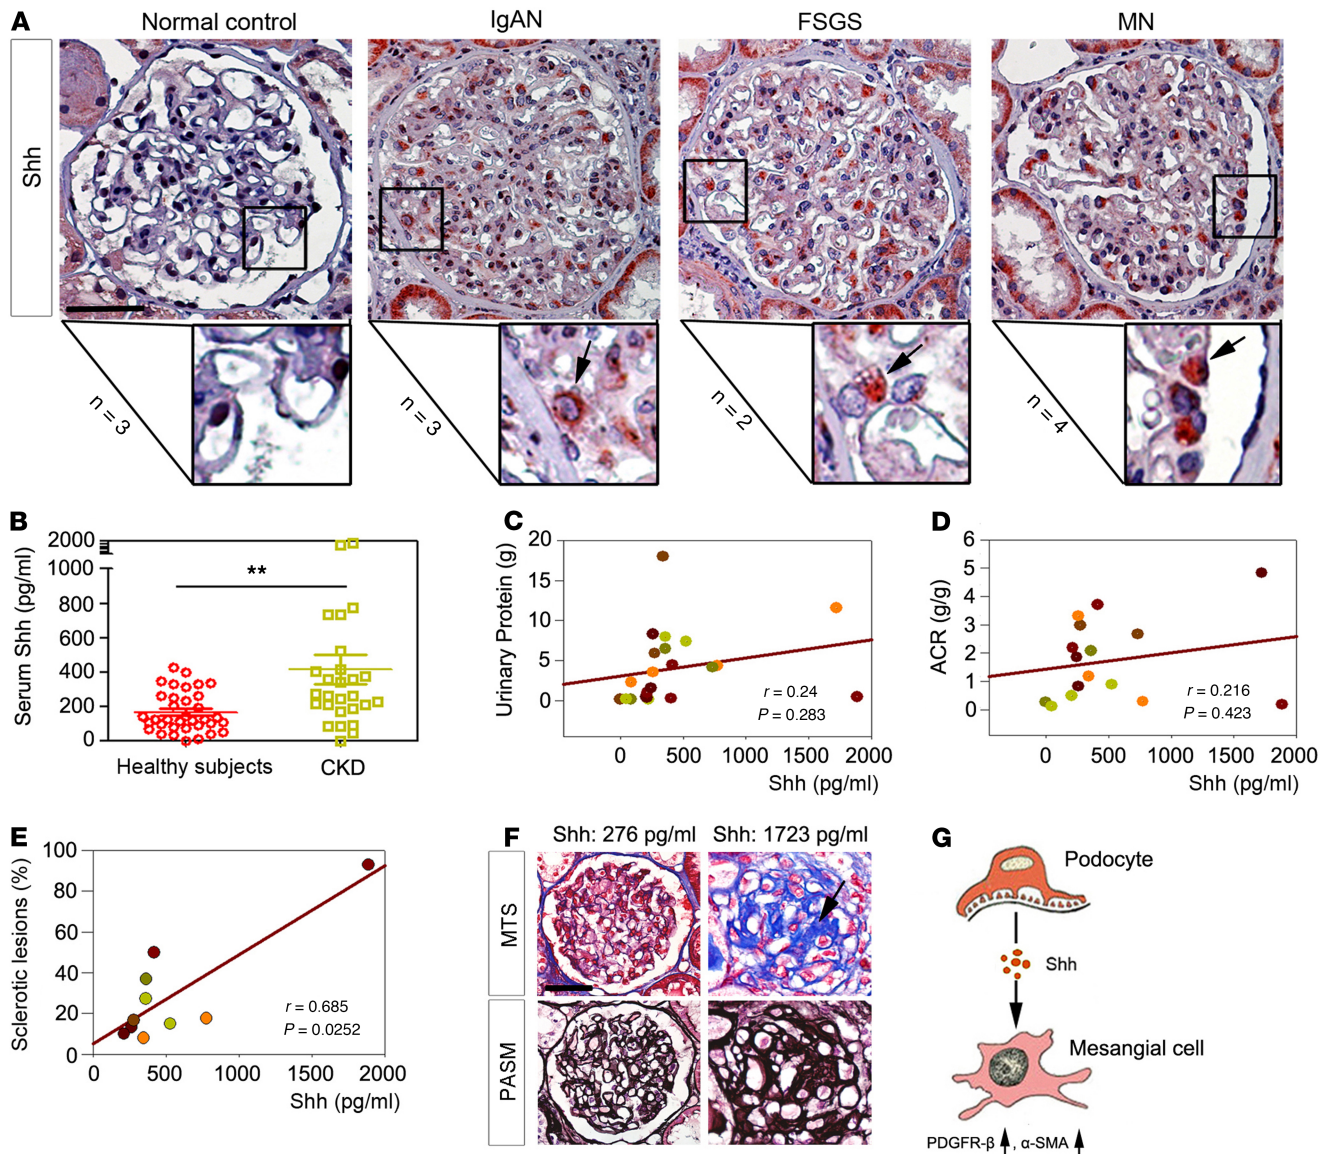 A
Normal control
IgAN
FSGS
MN
Shh
n = 3
n = 3
n = 2
n = 4
B
Serum Shh (pg/ml)
2000
1000
800
600
400
200
0
**
Healthy subjects
CKD
C
Urinary Protein (g)
20
15
10
5
0
r = 0.24
P = 0.283
0
500
1000
1500
2000
Shh (pg/ml)
D
ACR (g/g)
6
5
4
3
2
1
0
r = 0.216
P = 0.423
0
500
1000
1500
2000
Shh (pg/ml)
E
Sclerotic lesions (%)
100
80
60
40
20
0
r = 0.685
P = 0.0252
0
500
1000
1500
2000
Shh (pg/ml)
F
Shh: 276 pg/ml
Shh: 1723 pg/ml
MTS
PASM
G
Podocyte
Shh
Mesangial cell
PDGFR-β , α-SMA